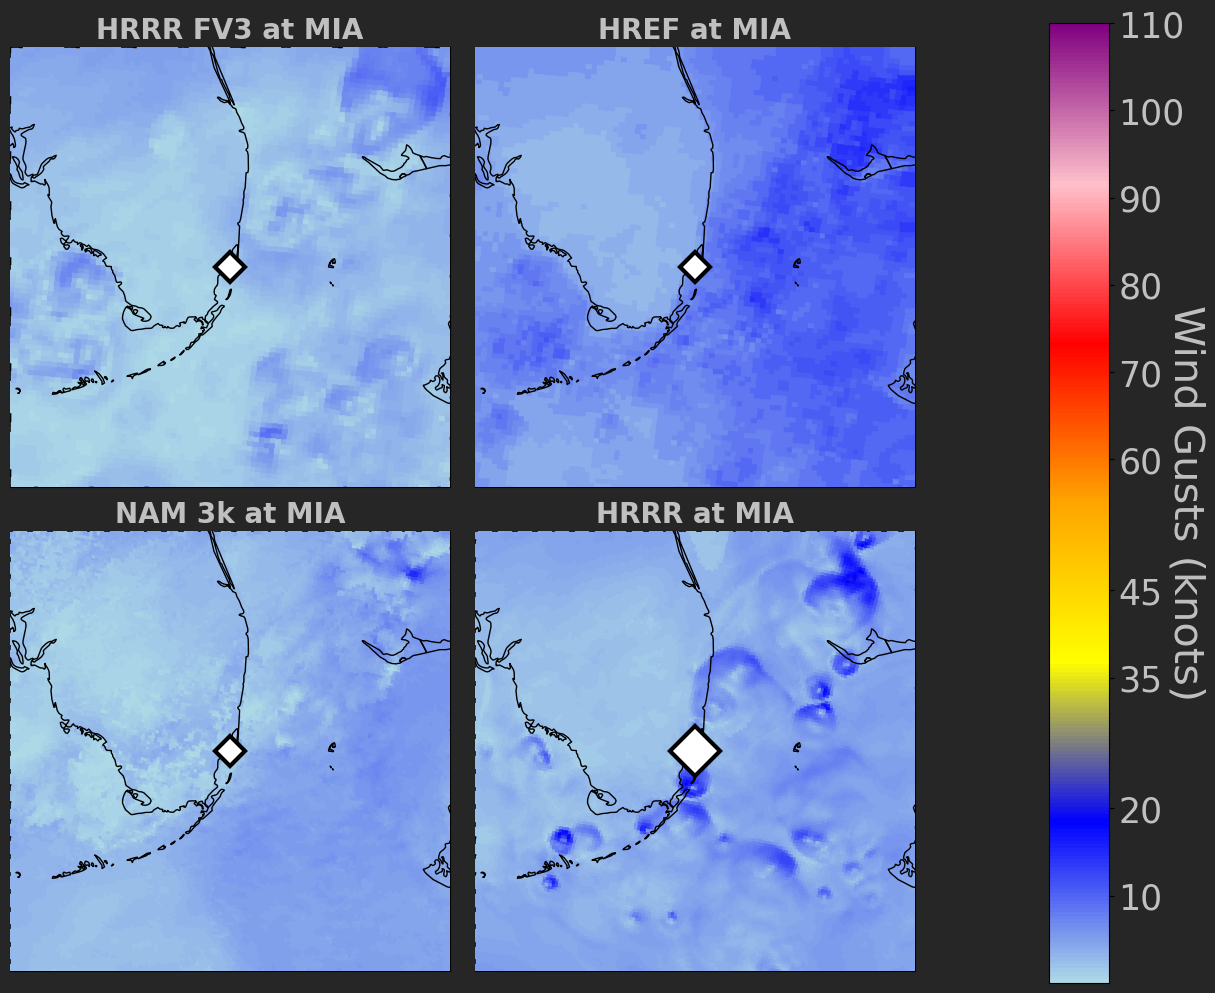 HRRR FV3 at MIA
HREF at MIA
NAM 3k at MIA
HRRR at MIA
110
100
90
80
70
60
45
35
20
10
Wind Gusts (knots)